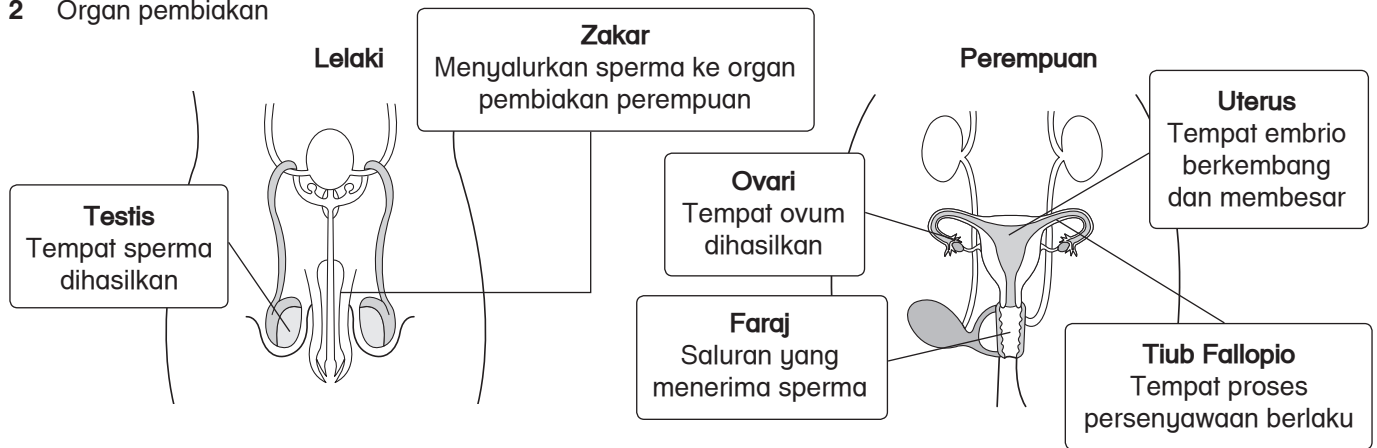 2 Organ pembiakan
Lelaki
Zakar
Menyalurkan sperma ke organ
pembiakan perempuan
Testis
Tempat sperma
dihasilkan
Perempuan
Uterus
Tempat embrio
berkembang
dan membesar
Ovari
Tempat ovum
dihasilkan
Faraj
Saluran yang
menerima sperma
Tiub Fallopio
Tempat proses
persenyawaan berlaku